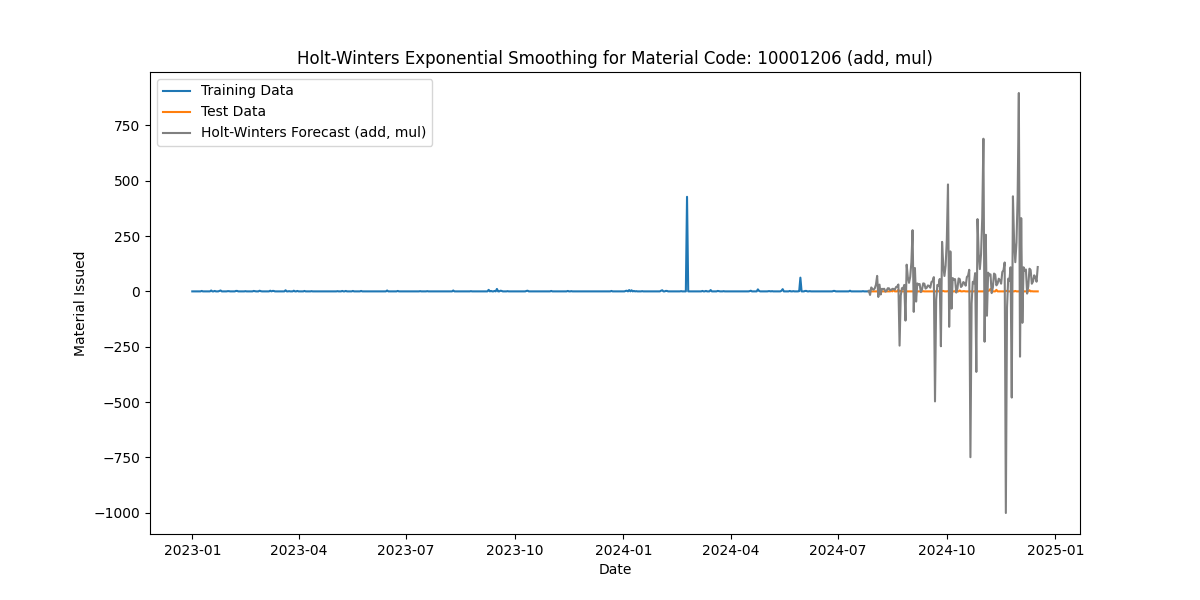 Holt-Winters Exponential Smoothing for Material Code: 10001206 (add, mul)
Training Data
Test Data
Holt-Winters Forecast (add, mul)
750
500
250
0
−250
−500
−750
−1000
Material Issued
2023-01 2023-04 2023-07 2023-10 2024-01 2024-04 2024-07 2024-10 2025-01
Date